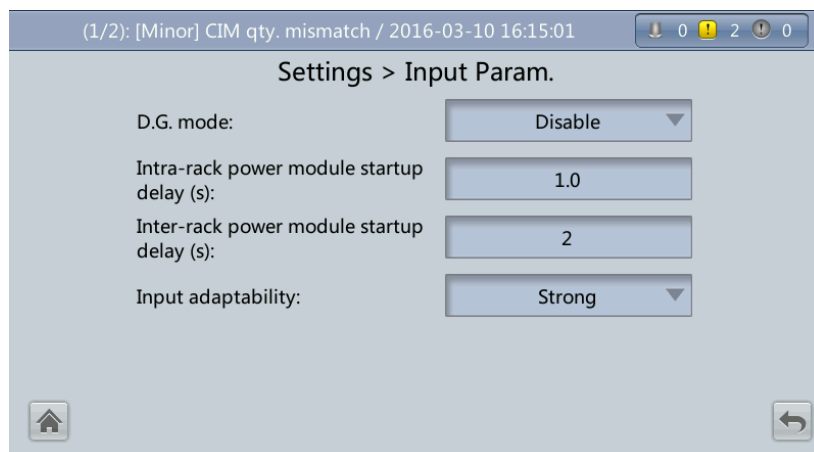 (1/2): [Minor] CIM qty. mismatch / 2016-03-10 16:15:01 0 ! 2 ! 0
Settings > Input Param.
D.G. mode: Disable
Intra-rack power module startup
delay (s): 1.0
Inter-rack power module startup
delay (s): 2
Input adaptability: Strong